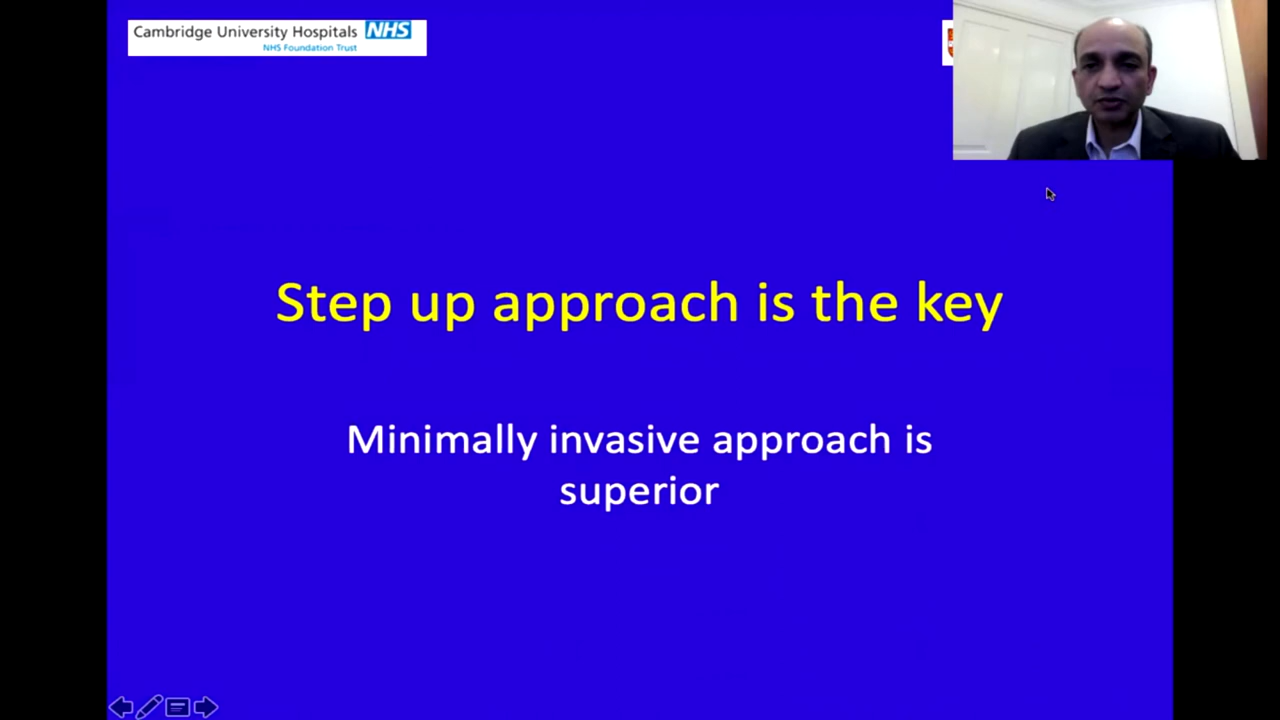 Cambridge University Hospitals NHS
NHS Foundation Trust
Step up approach is the key
Minimally invasive approach is
superior